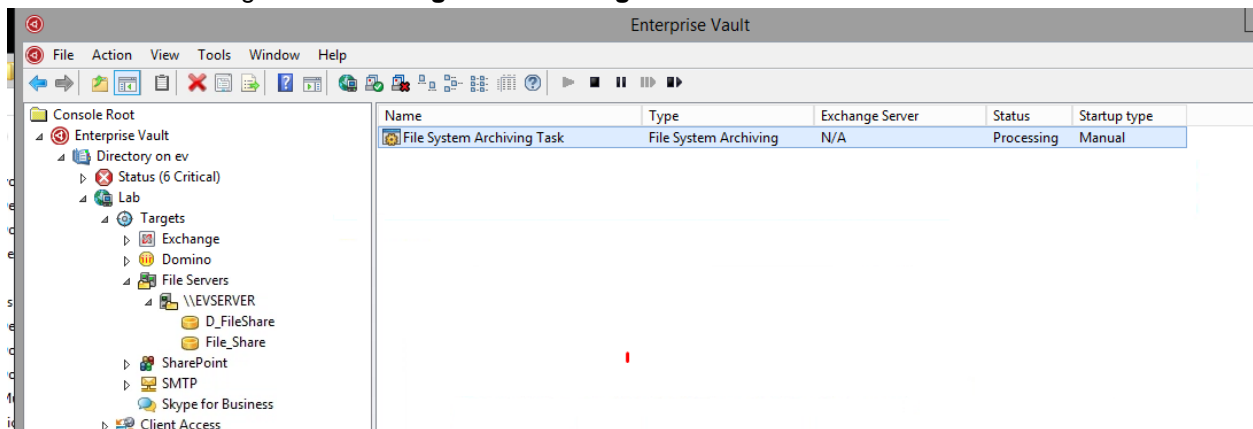 Enterprise Vault
File Action View Tools Window Help
Console Root
Enterprise Vault
Directory on ev
Status (6 Critical)
Lab
Targets
Exchange
Domino
File Servers
\\EVSERVER
D_FileShare
File_Share
SharePoint
SMTP
Skype for Business
Client Access
Name Type Exchange Server Status Startup type
File System Archiving Task File System Archiving N/A Processing Manual